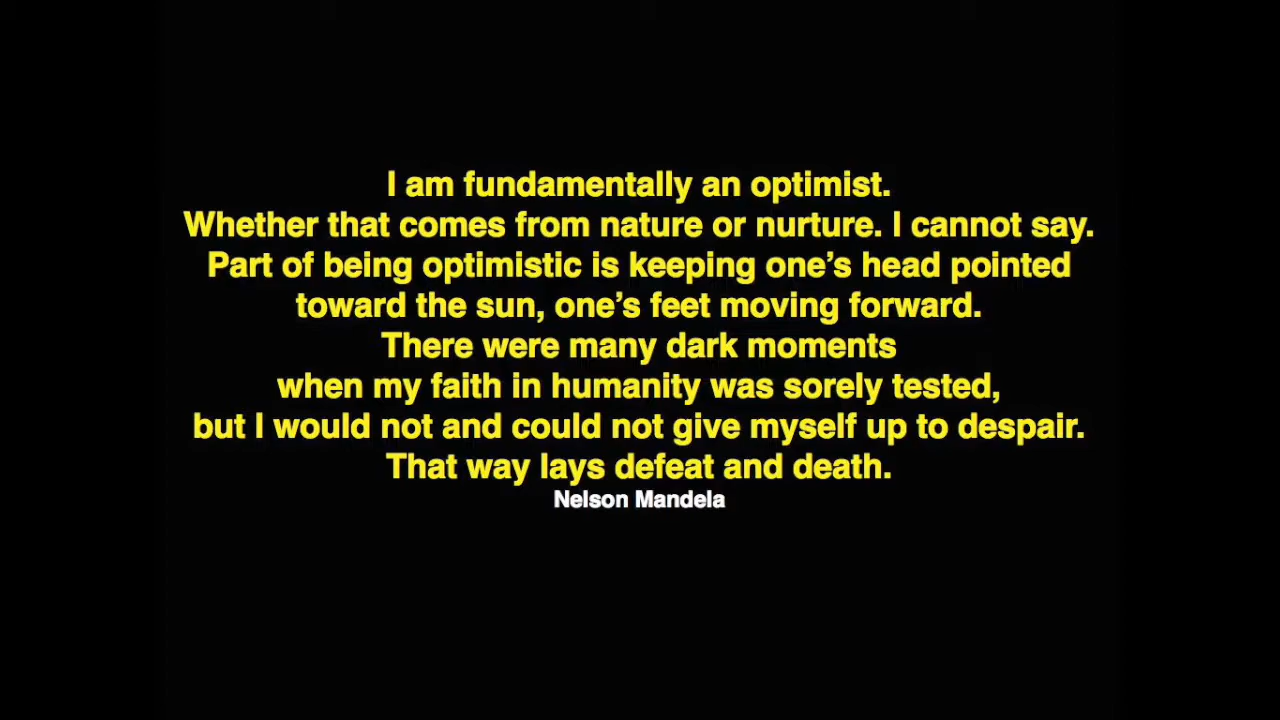 I am fundamentally an optimist.
Whether that comes from nature or nurture. I cannot say.
Part of being optimistic is keeping one’s head pointed
toward the sun, one’s feet moving forward.
There were many dark moments
when my faith in humanity was sorely tested,
but I would not and could not give myself up to despair.
That way lays defeat and death.
Nelson Mandela